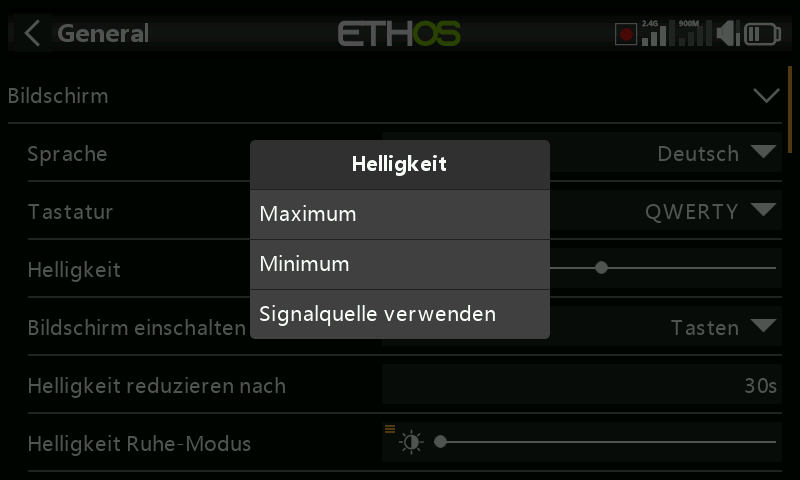 General
ETHOS
2.4G
900M
Bildschirm
Sprache
Deutsch
Tastatur
QWERTY
Helligkeit
Bildschirm einschalten
Tasten
Helligkeit reduzieren nach
30s
Helligkeit Ruhe-Modus
Helligkeit
Maximum
Minimum
Signalquelle verwenden